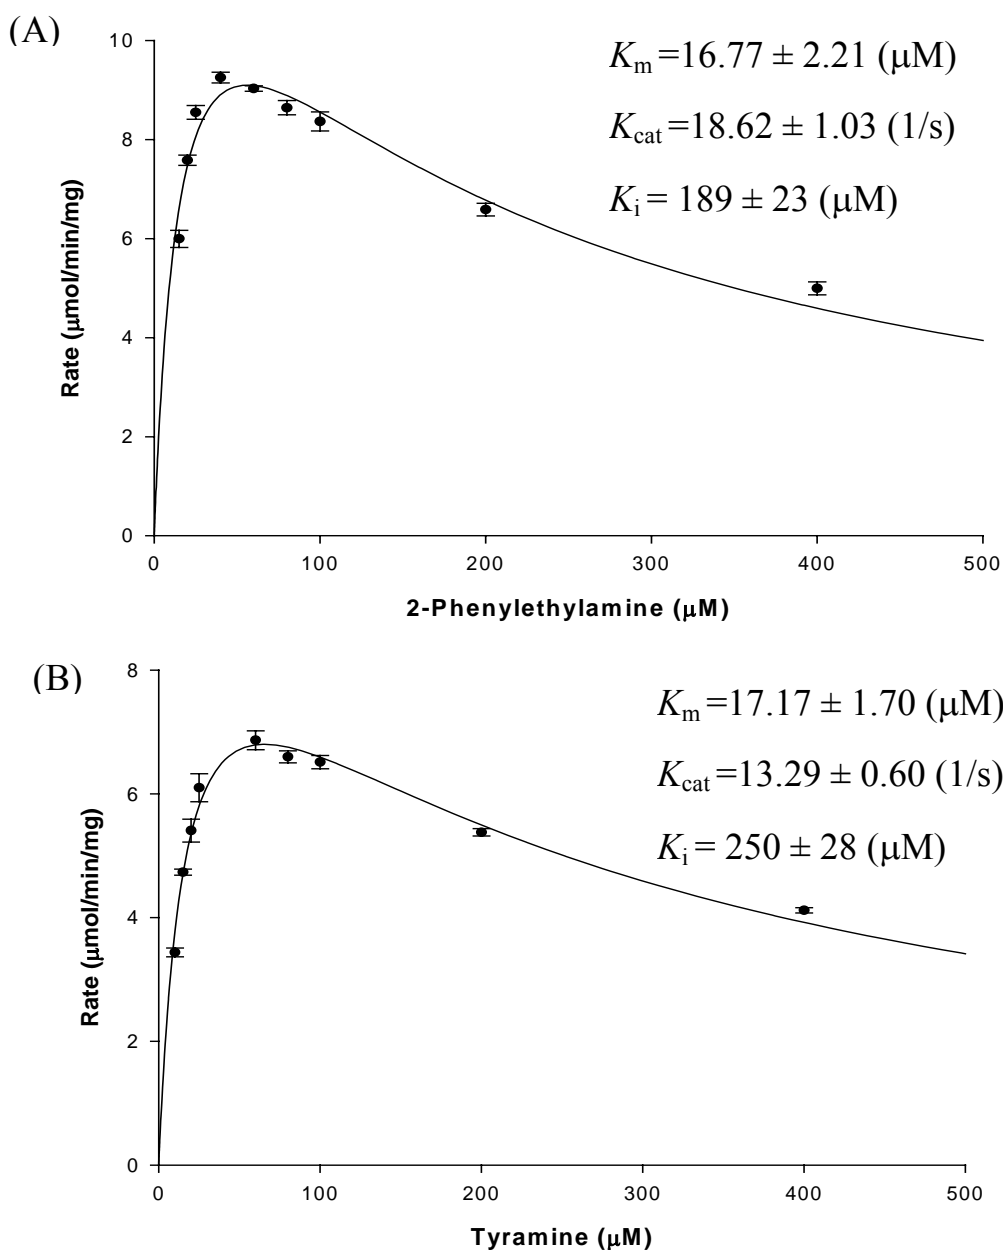 (A)
10
8
6
4
2
0
Rate (μmol/min/mg)
Km=16.77 ± 2.21 (μM)
Kcat=18.62 ± 1.03 (1/s)
Ki = 189 ± 23 (μM)
0 100 200 300 400 500
2-Phenylethylamine (μM)
(B)
8
6
4
2
0
Rate (μmol/min/mg)
Km=17.17 ± 1.70 (μM)
Kcat=13.29 ± 0.60 (1/s)
Ki = 250 ± 28 (μM)
0 100 200 300 400 500
Tyramine (μM)